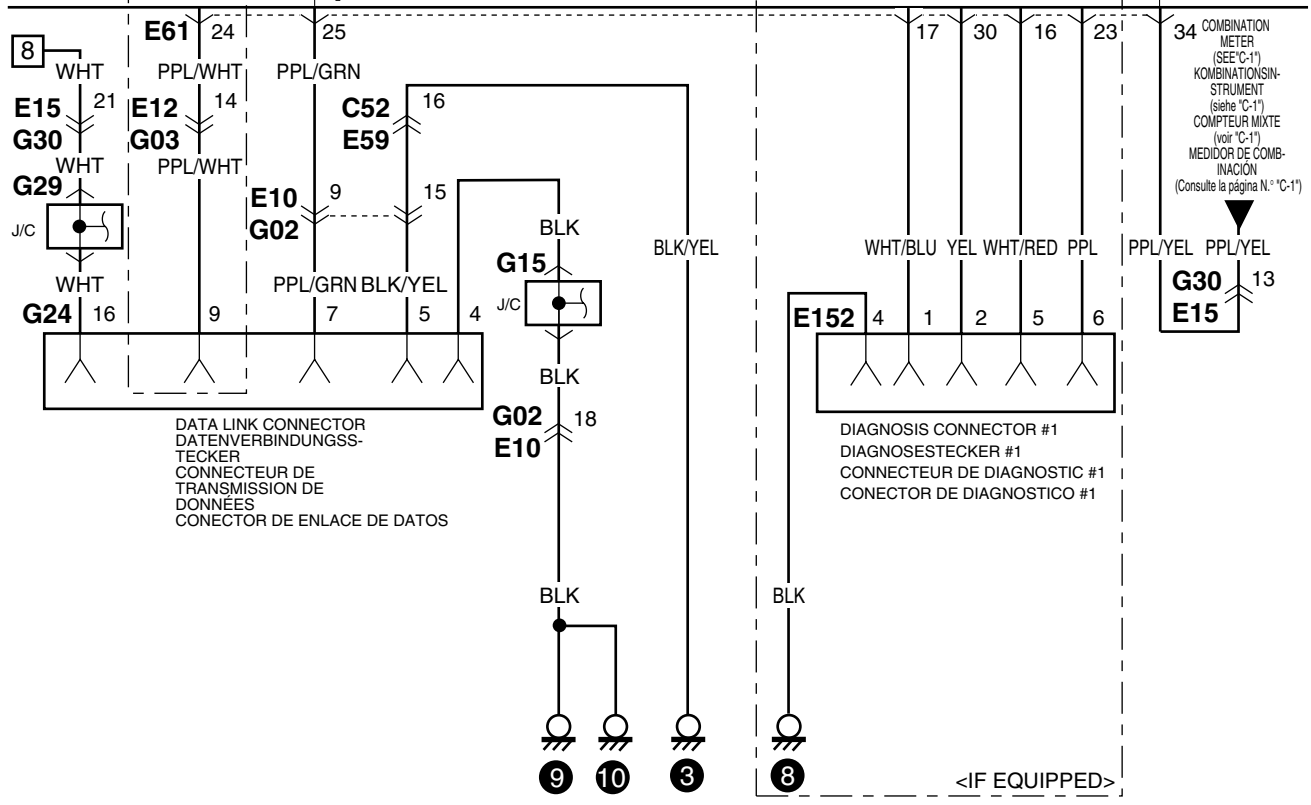 E61 24 25 17 30 16 23 34
COMBINATION
METER
(SEE"C-1")
KOMBINATIONSIN-
STRUMENT
(siehe "C-1")
COMPTEUR MIXTE
(voir "C-1")
MEDIDOR DE COMB-
INACIÓN
(Consulte la página N.° "C-1")
8
WHT PPL/WHT PPL/GRN
E15 21 E12 14 C52 16
G30 G03 E59
WHT PPL/WHT
G29 E10 9 15
J/C G02 BLK BLK/YEL WHT/BLU YEL WHT/RED PPL PPL/YEL PPL/YEL
WHT PPL/GRN BLK/YEL G15 G30 13
J/C E15
G24 16 9 7 5 4 E152 4 1 2 5 6
BLK
G02 18
E10
DATA LINK CONNECTOR
DATENVERBINDUNGSS-
TECKER
CONNECTEUR DE
TRANSMISSION DE
DONNÉES
CONECTOR DE ENLACE DE DATOS
DIAGNOSIS CONNECTOR #1
DIAGNOSESTECKER #1
CONNECTEUR DE DIAGNOSTIC #1
CONECTOR DE DIAGNOSTICO #1
BLK BLK
9 10 3 8
<IF EQUIPPED>